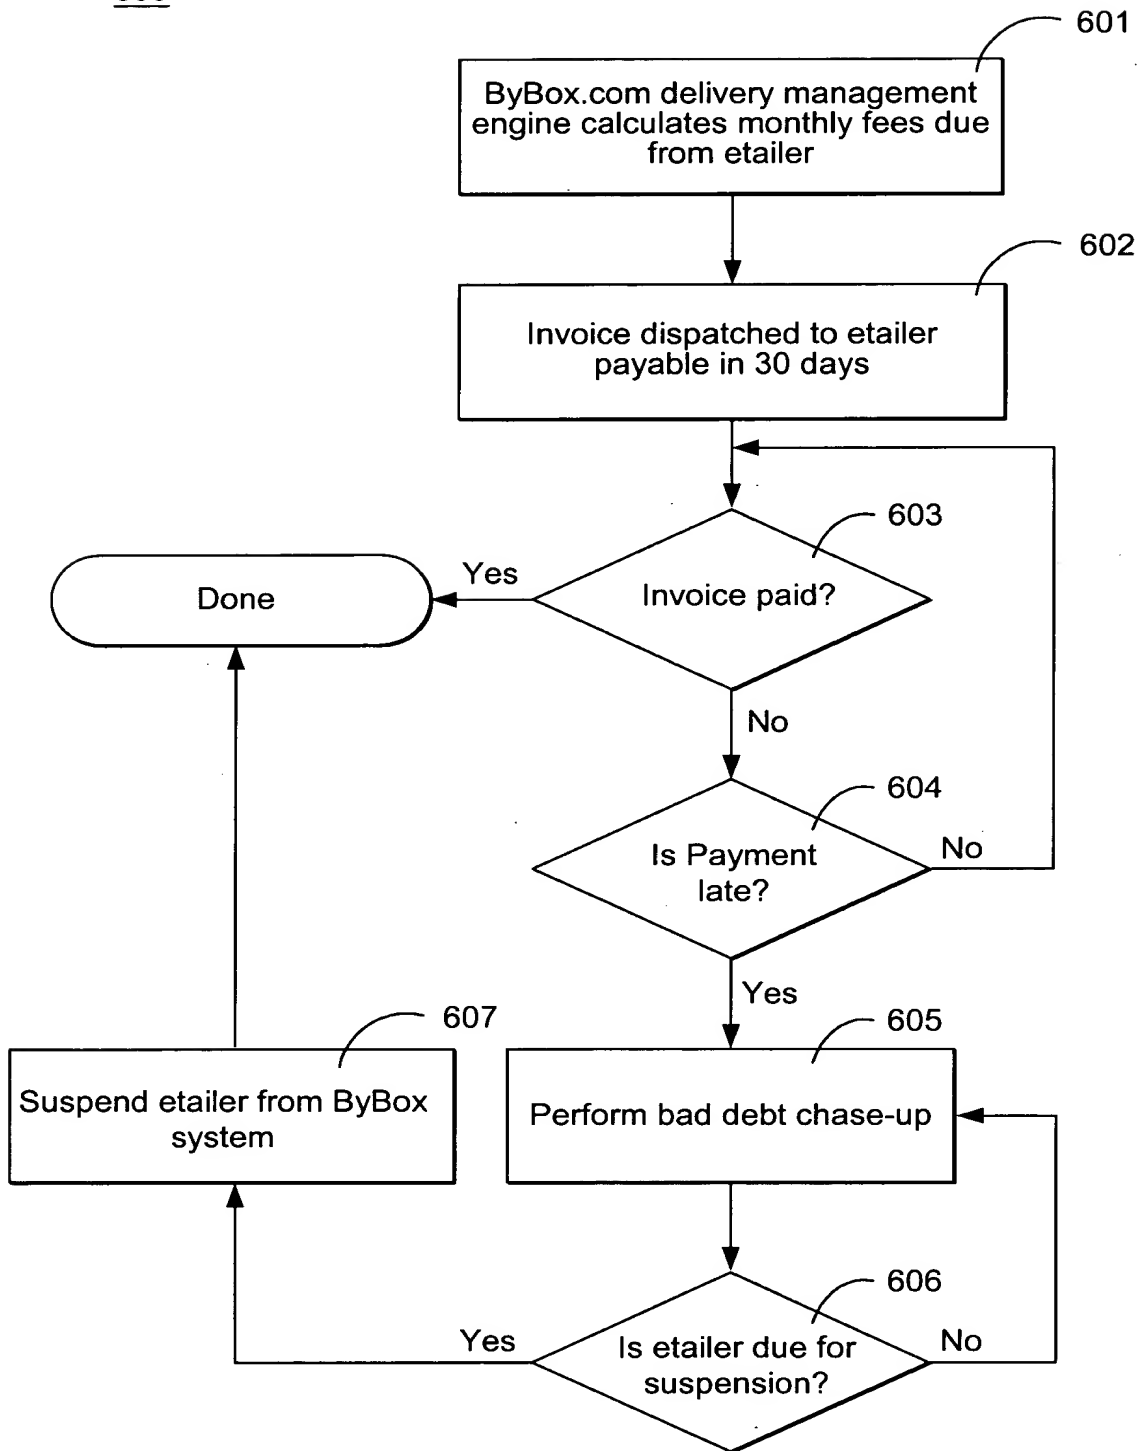 601
ByBox.com delivery management
engine calculates monthly fees due
from etailer
602
Invoice dispatched to etailer
payable in 30 days
603
Invoice paid?
Yes
Done
No
604
Is Payment
late?
No
Yes
605
Perform bad debt chase-up
607
Suspend etailer from ByBox
system
606
Is etailer due for
suspension?
Yes
No